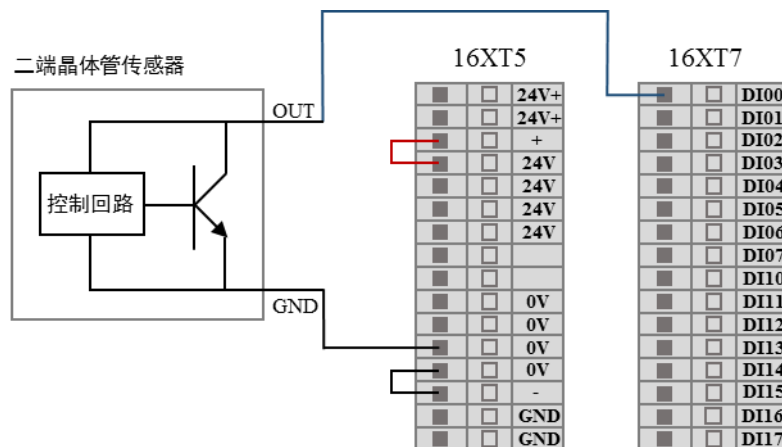 二端晶体管传感器
OUT
控制回路
GND
16XT5
24V+
24V+
+
24V
24V
24V
24V
0V
0V
0V
0V
-
GND
GND
16XT7
DI00
DI01
DI02
DI03
DI04
DI05
DI06
DI07
DI10
DI11
DI12
DI13
DI14
DI15
DI16
DI17